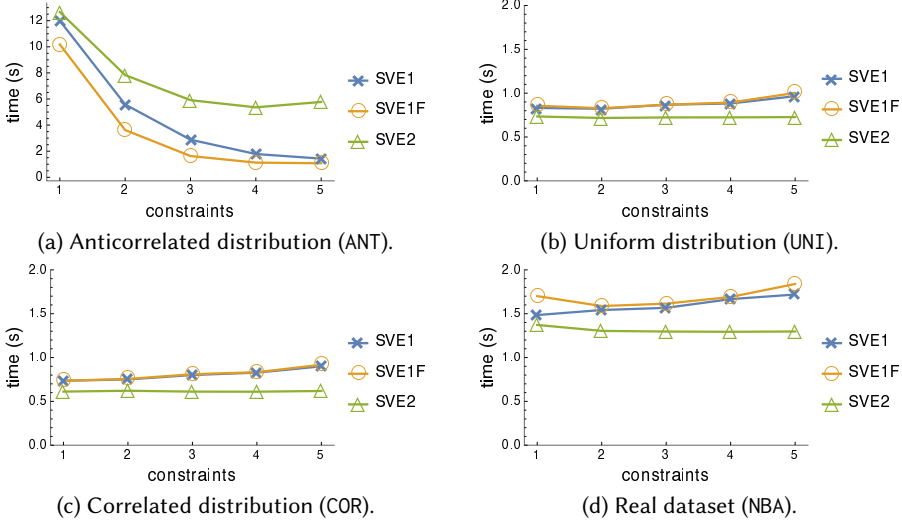 12
10
8
6
4
2
0
time (s)
1 2 3 4 5
constraints
SVE1
SVE1F
SVE2
(a) Anticorrelated distribution (ANT).
2.0
1.5
1.0
0.5
0.0
time (s)
1 2 3 4 5
constraints
SVE1
SVE1F
SVE2
(b) Uniform distribution (UNI).
2.0
1.5
1.0
0.5
0.0
time (s)
1 2 3 4 5
constraints
SVE1
SVE1F
SVE2
(c) Correlated distribution (COR).
2.0
1.5
1.0
0.5
0.0
time (s)
1 2 3 4 5
constraints
SVE1
SVE1F
SVE2
(d) Real dataset (NBA).